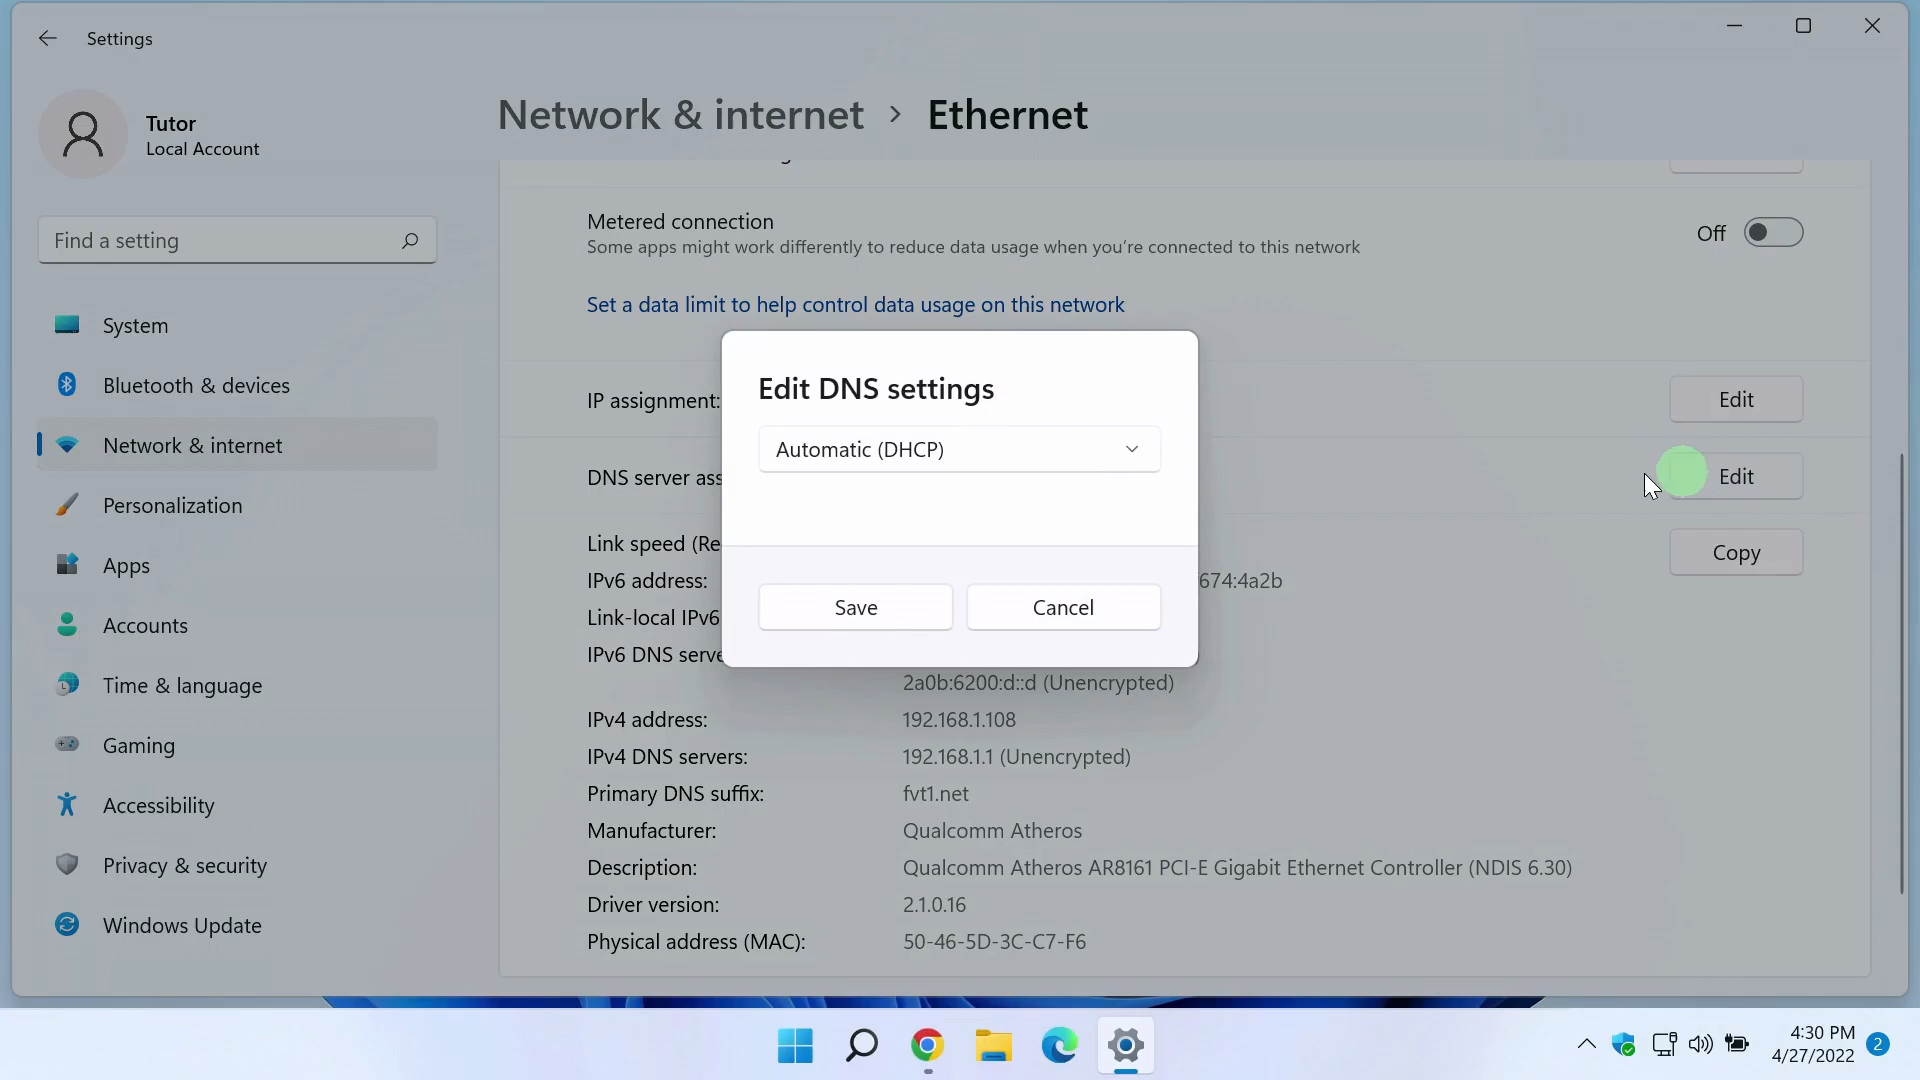 Settings
Tutor
Local Account
Find a setting
System
Bluetooth & devices
Network & internet
Personalization
Apps
Accounts
Time & language
Gaming
Accessibility
Privacy & security
Windows Update
Network & internet > Ethernet
Metered connection
Some apps might work differently to reduce data usage when you're connected to this network
Off
Set a data limit to help control data usage on this network
IP assignment:
Edit
DNS server ass
Edit
Edit DNS settings
Automatic (DHCP)
Save
Cancel
Link speed (Re
Copy
IPv6 address:
674:4a2b
Link-local IPv6
IPv6 DNS serve
2a0b:6200:d::d (Unencrypted)
IPv4 address: 192.168.1.108
IPv4 DNS servers: 192.168.1.1 (Unencrypted)
Primary DNS suffix: fvt1.net
Manufacturer: Qualcomm Atheros
Description: Qualcomm Atheros AR8161 PCI-E Gigabit Ethernet Controller (NDIS 6.30)
Driver version: 2.1.0.16
Physical address (MAC): 50-46-5D-3C-C7-F6
4:30 PM
4/27/2022
2